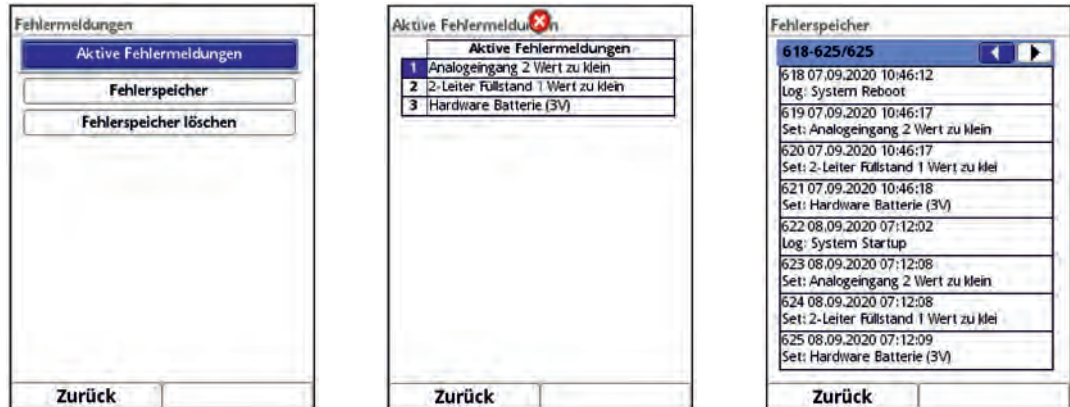 Fehlermeldungen
Aktive Fehlermeldungen
Fehlerspeicher
Fehlerspeicher löschen
Zurück
Aktive Fehlermeldun n
Aktive Fehlermeldungen
1 Analogeingang 2 Wert zu klein
2 2-Leiter Füllstand 1 Wert zu klein
3 Hardware Batterie (3V)
Zurück
Fehlerspeicher
618-625/625
618 07.09.2020 10:46:12
Log: System Reboot
619 07.09.2020 10:46:17
Set: Analogeingang 2 Wert zu klein
620 07.09.2020 10:46:17
Set: 2-Leiter Füllstand 1 Wert zu klei
621 07.09.2020 10:46:18
Set: Hardware Batterie (3V)
622 08.09.2020 07:12:02
Log: System Startup
623 08.09.2020 07:12:08
Set: Analogeingang 2 Wert zu klein
624 08.09.2020 07:12:08
Set: 2-Leiter Füllstand 1 Wert zu klei
625 08.09.2020 07:12:09
Set: Hardware Batterie (3V)
Zurück